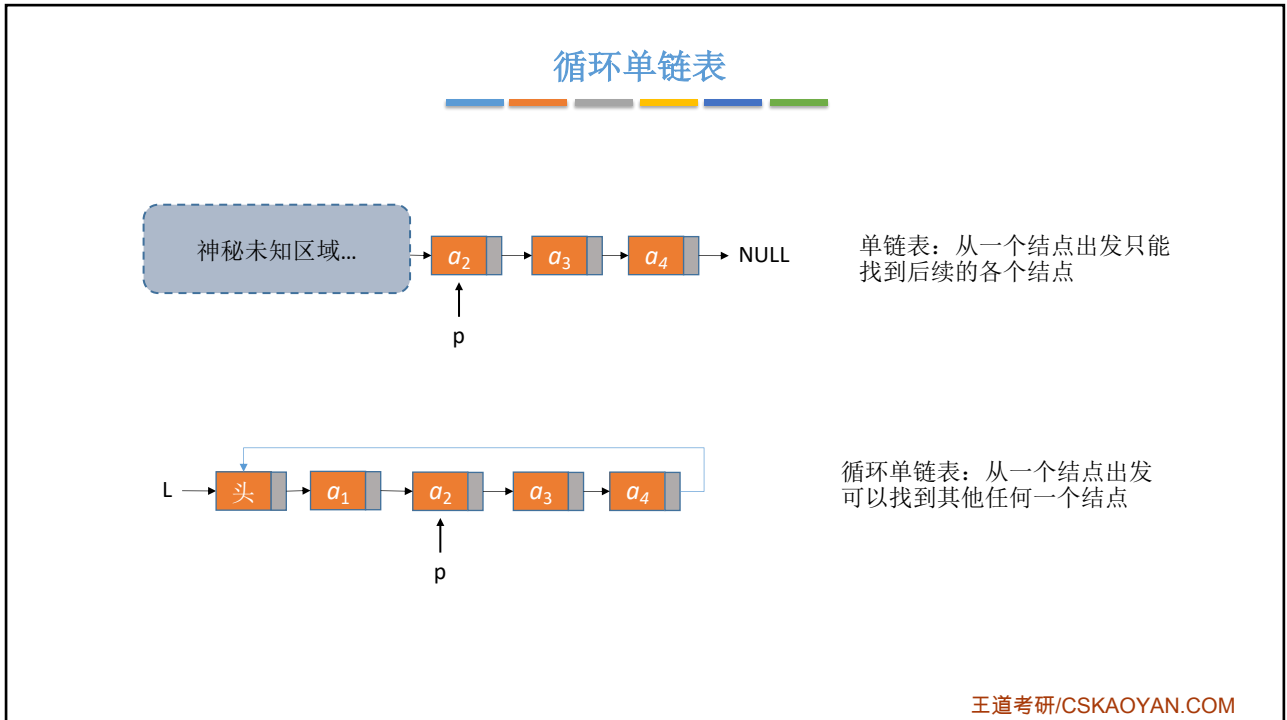 循环单链表
神秘未知区域...
a2
a3
a4
NULL
p
单链表：从一个结点出发只能
找到后续的各个结点
L
头
a1
a2
a3
a4
p
循环单链表：从一个结点出发
可以找到其他任何一个结点
王道考研/CSKAOYAN.COM